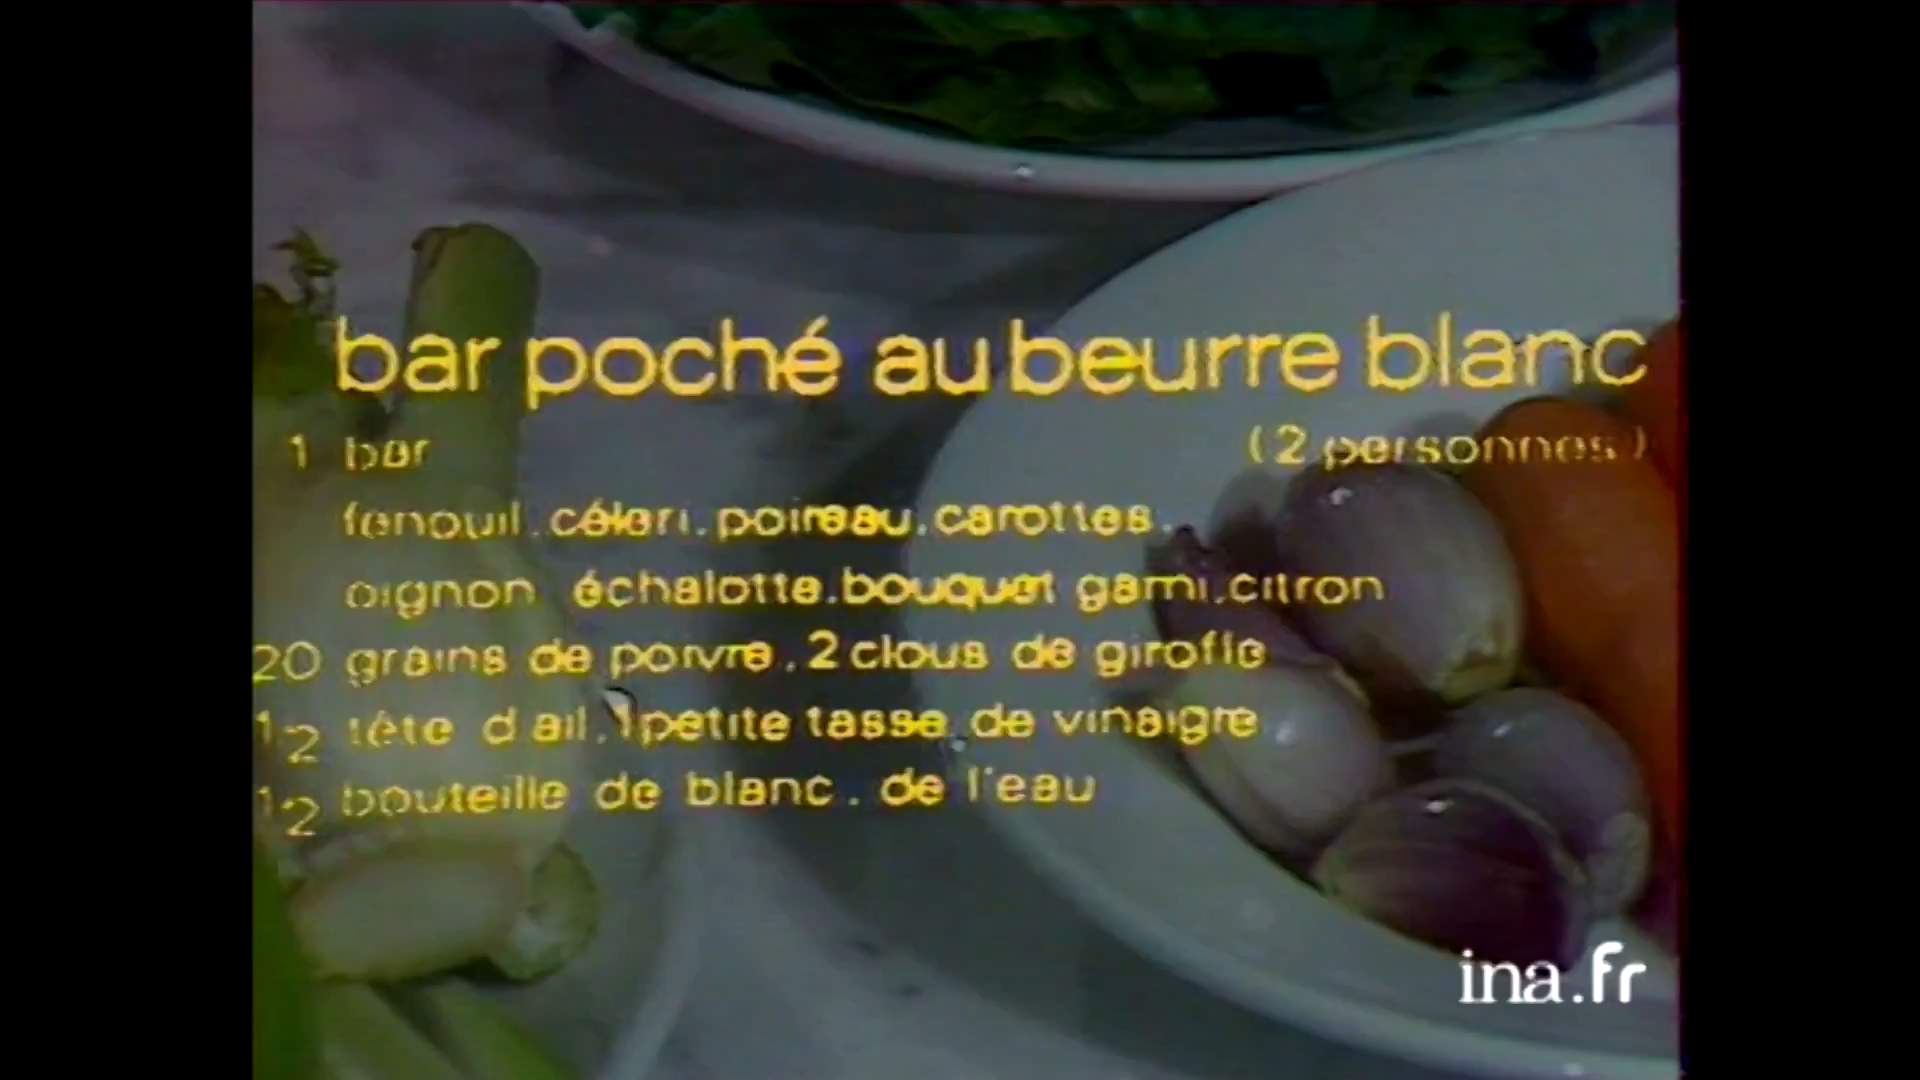 bar poché au beurre blanc
1 bar (2 personnes)
fenouil.céleri.poireau.carottes.
oignon échalotte.bouquet garni.citron
20 grains de poivre.2 clous de girofle
1/2 tête d'ail.1 petite tasse de vinaigre
1/2 bouteille de blanc. de l'eau
ina.fr